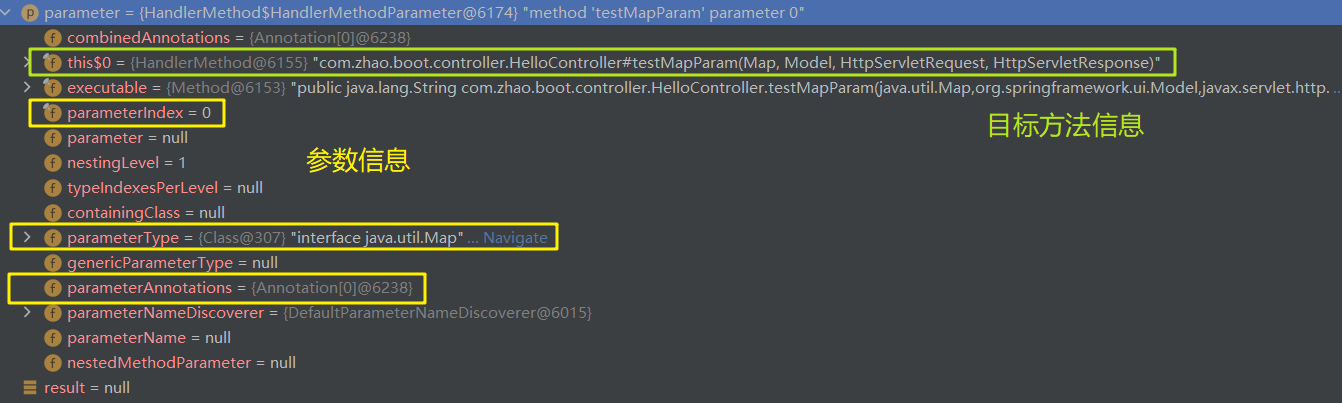 parameter = {HandlerMethod$HandlerMethodParameter@6174} "method 'testMapParam' parameter 0"
combinedAnnotations = {Annotation[0]@6238}
this$0 = {HandlerMethod@6155} "com.zhao.boot.controller.HelloController#testMapParam(Map, Model, HttpServletRequest, HttpServletResponse)"
executable = {Method@6153} "public java.lang.String com.zhao.boot.controller.HelloController.testMapParam(java.util.Map,org.springframework.ui.Model,javax.servlet.http. ...
parameterIndex = 0
目标方法信息
parameter = null
参数信息
nestingLevel = 1
typeIndexesPerLevel = null
containingClass = null
parameterType = {Class@307} "interface java.util.Map" ... Navigate
genericParameterType = null
parameterAnnotations = {Annotation[0]@6238}
parameterNameDiscoverer = {DefaultParameterNameDiscoverer@6015}
parameterName = null
nestedMethodParameter = null
result = null